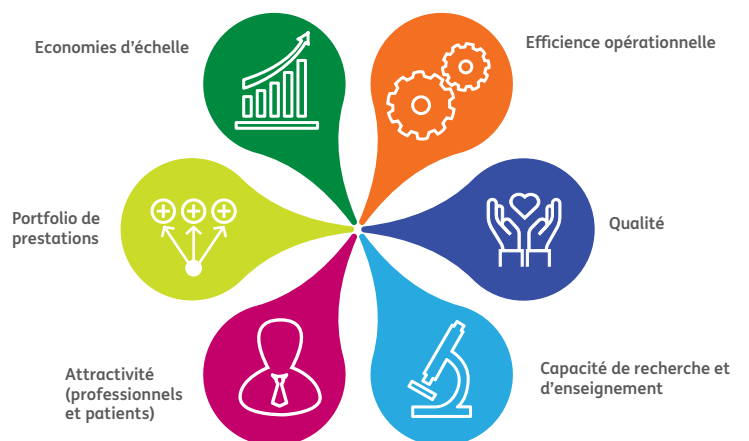 Economies d'échelle
Efficience opérationnelle
Portfolio de
prestations
Qualité
Attractivité
(professionnels
et patients)
Capacité de recherche et
d'enseignement